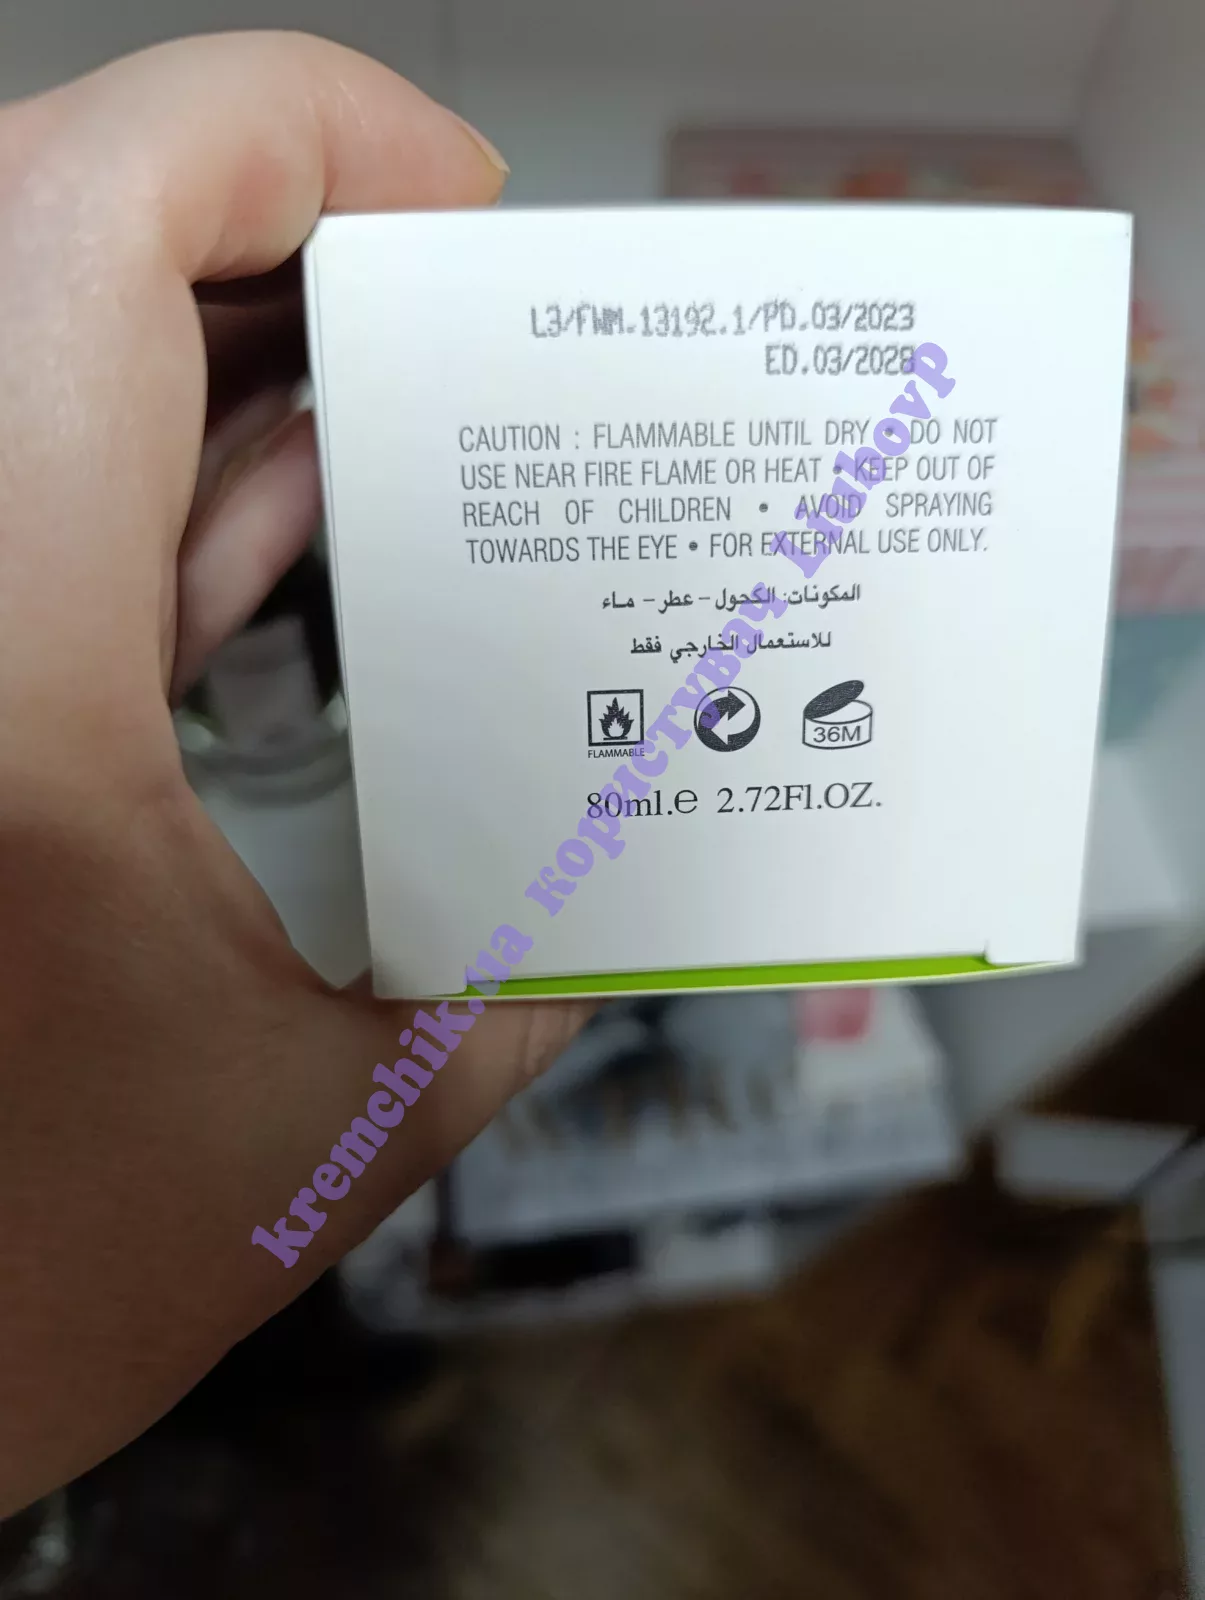 L3/FWM.13192.1/PD.03/2023
ED.03/2028
CAUTION : FLAMMABLE UNTIL DRY • DO NOT
USE NEAR FIRE FLAME OR HEAT • KEEP OUT OF
REACH OF CHILDREN • AVOID SPRAYING
TOWARDS THE EYE • FOR EXTERNAL USE ONLY.
المكونات: الكحول - عطر - ماء
للاستعمال الخارجي فقط
FLAMMABLE
36M
80ml.e 2.72Fl.OZ.
kremchik.ua користувач LiubovP